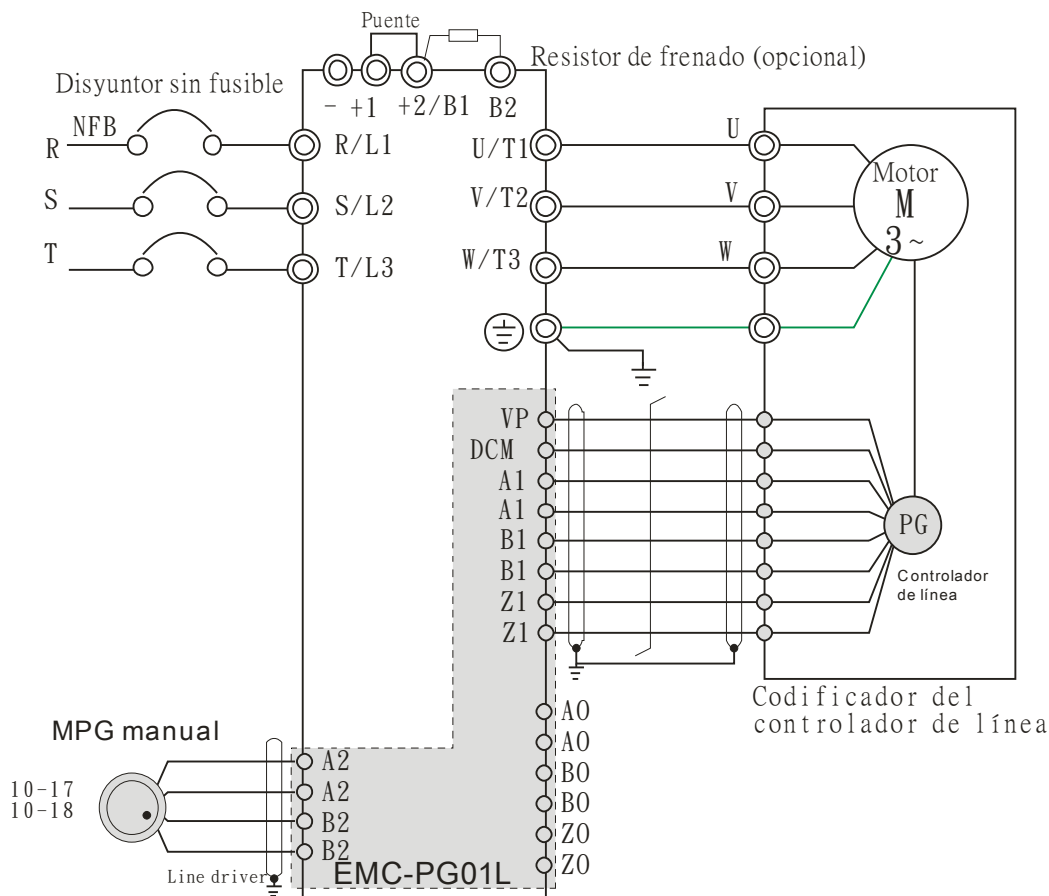 Puente
Resistor de frenado (opcional)
Disyuntor sin fusible
- +1 +2/B1 B2
NFB
R
R/L1
U/T1
U
S
S/L2
V/T2
V
T
T/L3
W/T3
W
Motor
M
3~
VP
DCM
A1
A1
B1
B1
Z1
Z1
PG
Controlador
de línea
Codificador del
controlador de línea
A0
A0
B0
B0
Z0
Z0
MPG manual
10-17
10-18
A2
A2
B2
B2
Line driver
EMC-PG01L